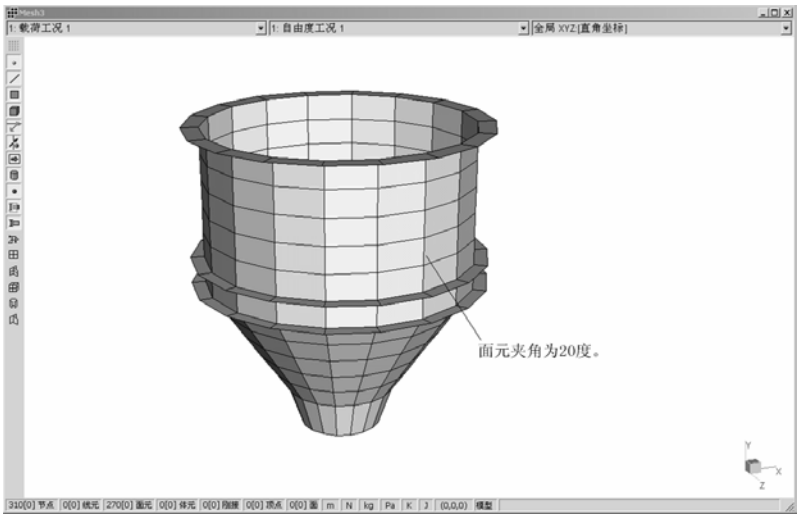 Mesh3
1: 载荷工况 1
1: 自由度工况 1
全局 XYZ[直角坐标]
面元夹角为20度。
Y
X
Z
310[0] 节点 0[0] 线元 270[0] 面元 0[0] 体元 0[0] 刚接 0[0] 顶点 0[0] 面 m N kg Pa K J (0,0,0) 模型